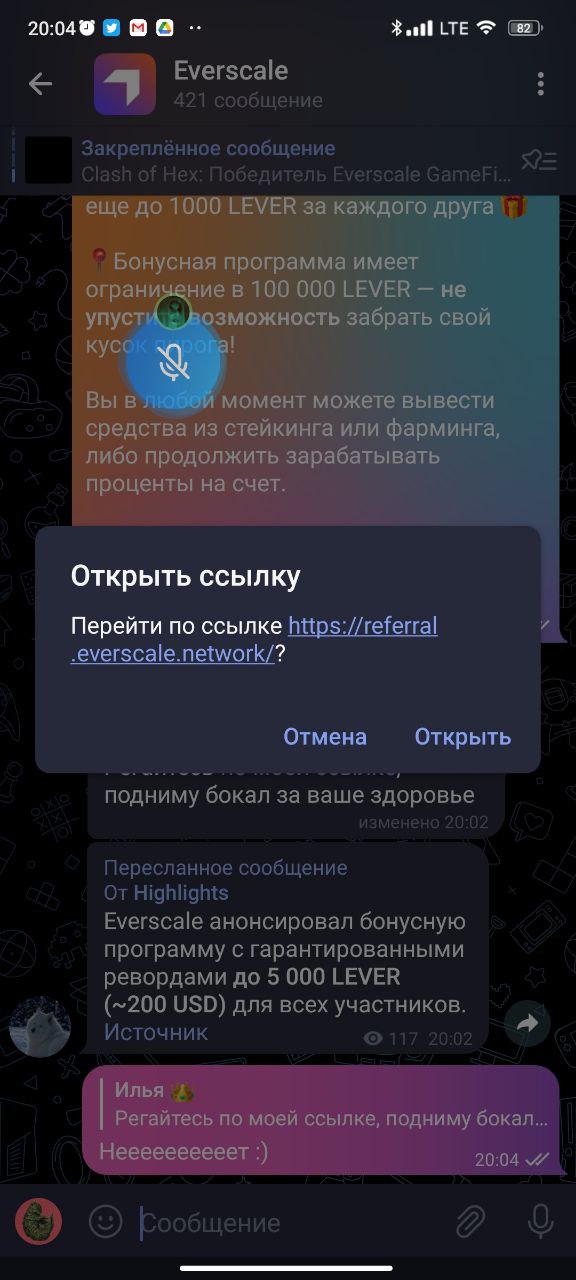 20:04
LTE
82
Everscale
421 сообщение
Закреплённое сообщение
Clash of Hex: Победитель Everscale GameFi...
еще до 1000 LEVER за каждого друга 🎁
📍Бонусная программа имеет
ограничение в 100 000 LEVER — не
упусти возможность забрать свой
кусок пирога!
Вы в любой момент можете вывести
средства из стейкинга или фарминга,
либо продолжить зарабатывать
проценты на счет.
Открыть ссылку
Перейти по ссылке https://referral
.everscale.network/?
Отмена
Открыть
Регайтесь по моей ссылке,
подниму бокал за ваше здоровье
изменено 20:02
Пересланное сообщение
От Highlights
Everscale анонсировал бонусную
программу с гарантированными
ревордами до 5 000 LEVER
(~200 USD) для всех участников.
Источник
117 20:02
Илья
Регайтесь по моей ссылке, подниму бокал...
Неееееееееет :)
20:04
Сообщение